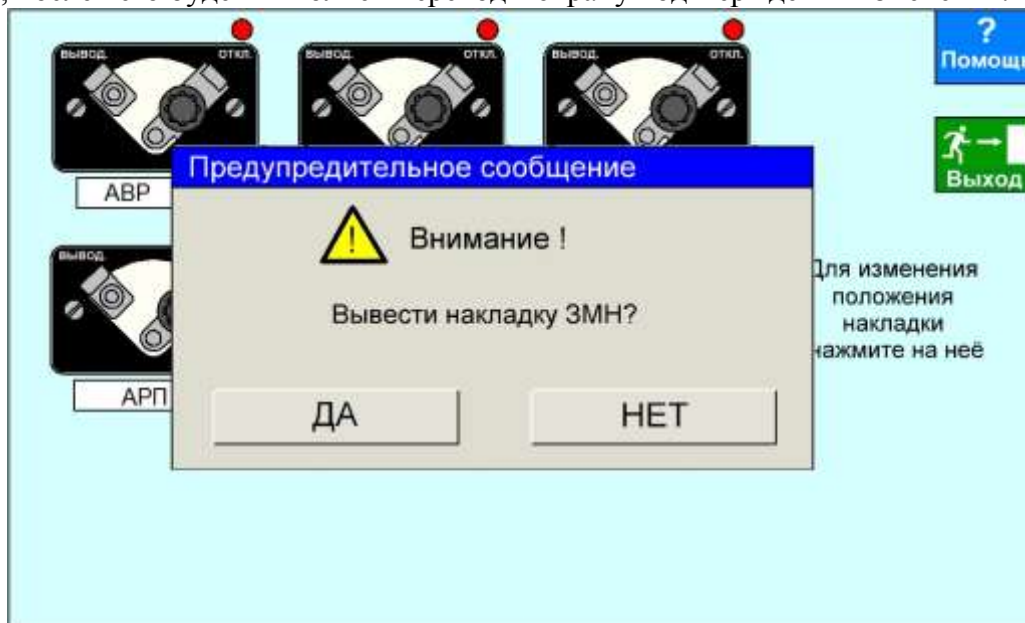 ?
Помощь
ВЫВОД. ОТКЛ.
ВЫВОД. ОТКЛ.
ВЫВОД. ОТКЛ.
АВР
Выход
Предупредительное сообщение
Внимание !
Вывести накладку ЗМН?
ДА
НЕТ
ВЫВОД.
АРП
Для изменения
положения
накладки
нажмите на неё